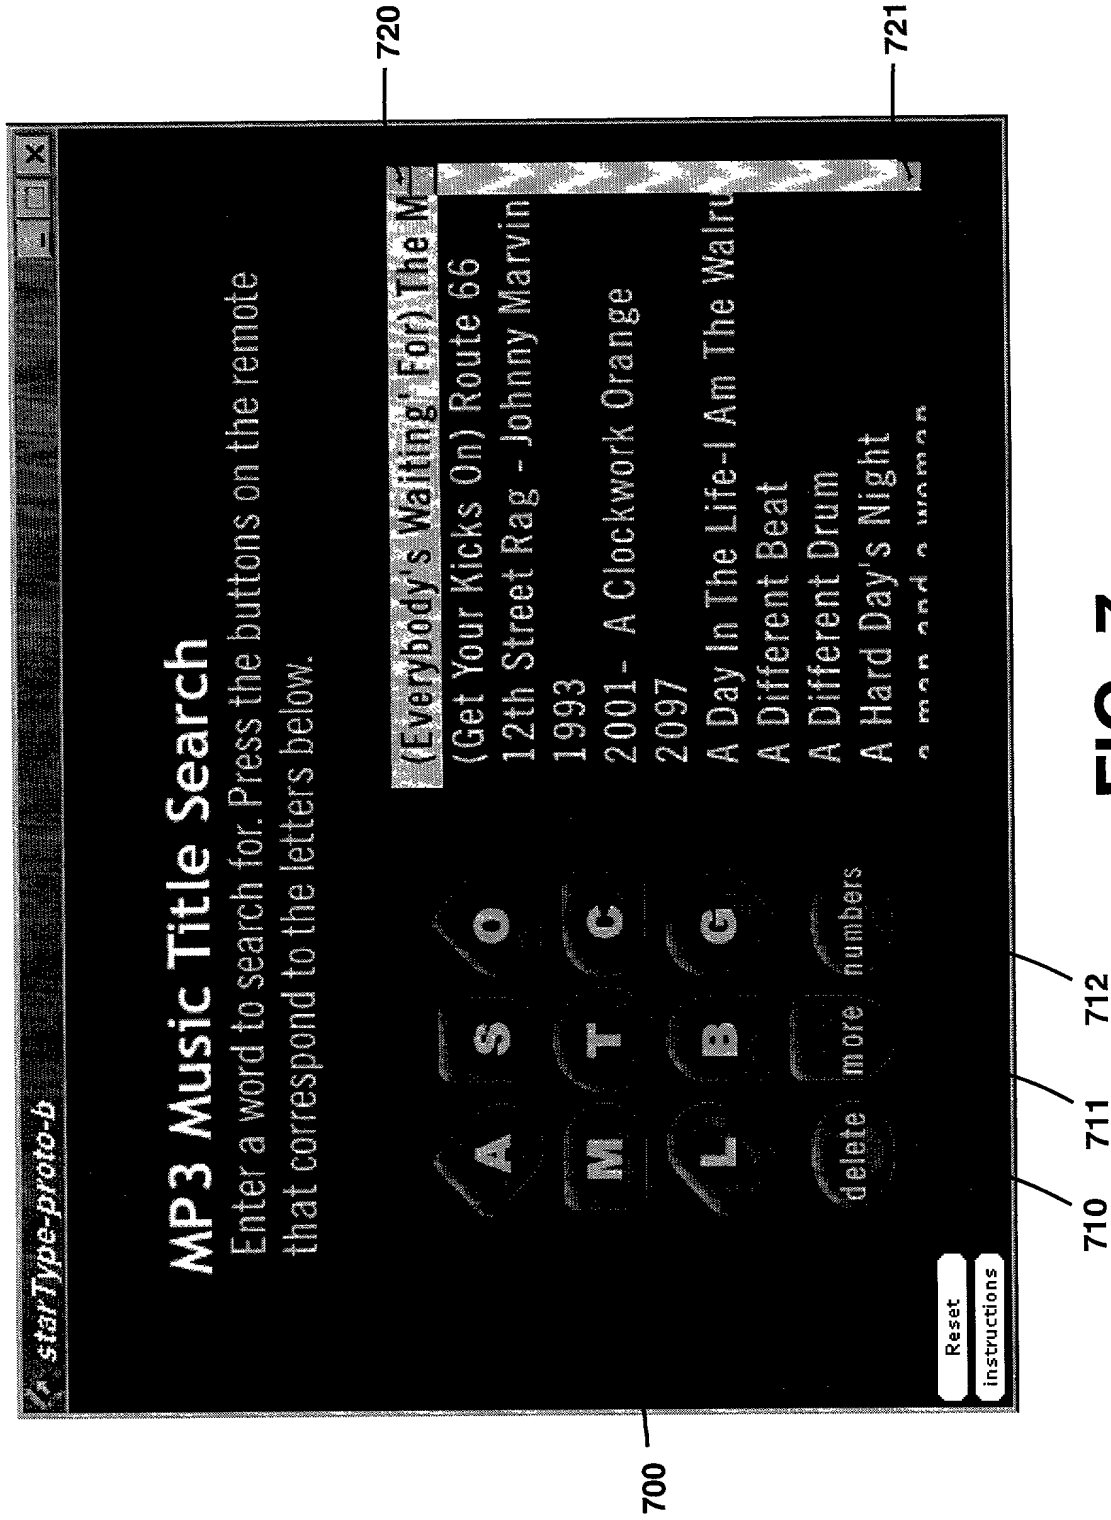 starType-proto-b
MP3 Music Title Search
Enter a word to search for. Press the buttons on the remote
that correspond to the letters below.
A S O
M T C
L B G
delete more numbers
(Everybody's Waiting' For) The M
(Get Your Kicks On) Route 66
12th Street Rag - Johnny Marvin
1993
2001- A Clockwork Orange
2097
A Day In The Life-I Am The Walru
A Different Beat
A Different Drum
A Hard Day's Night
a man and a woman
Reset
instructions
700
710
711
712
720
721
FIG. 7